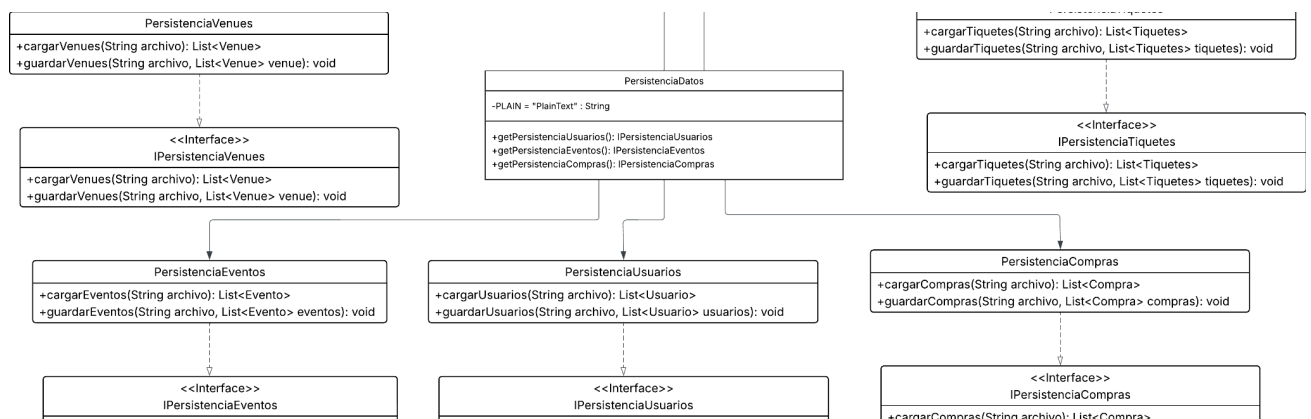 PersistenciaVenues
+cargarVenues(String archivo): List<Venue>
+guardarVenues(String archivo, List<Venue> venue): void
<<Interface>>
IPersistenciaVenues
+cargarVenues(String archivo): List<Venue>
+guardarVenues(String archivo, List<Venue> venue): void
PersistenciaDatos
-PLAIN = "PlainText" : String
+getPersistenciaUsuarios(): IPersistenciaUsuarios
+getPersistenciaEventos(): IPersistenciaEventos
+getPersistenciaCompras(): IPersistenciaCompras
+cargarTiquetes(String archivo): List<Tiquetes>
+guardarTiquetes(String archivo, List<Tiquetes> tiquetes): void
<<Interface>>
IPersistenciaTiquetes
+cargarTiquetes(String archivo): List<Tiquetes>
+guardarTiquetes(String archivo, List<Tiquetes> tiquetes): void
PersistenciaEventos
+cargarEventos(String archivo): List<Evento>
+guardarEventos(String archivo, List<Evento> eventos): void
<<Interface>>
IPersistenciaEventos
PersistenciaUsuarios
+cargarUsuarios(String archivo): List<Usuario>
+guardarUsuarios(String archivo, List<Usuario> usuarios): void
<<Interface>>
IPersistenciaUsuarios
PersistenciaCompras
+cargarCompras(String archivo): List<Compra>
+guardarCompras(String archivo, List<Compra> compras): void
<<Interface>>
IPersistenciaCompras
+cargarCompras(String archivo): List<Compra>